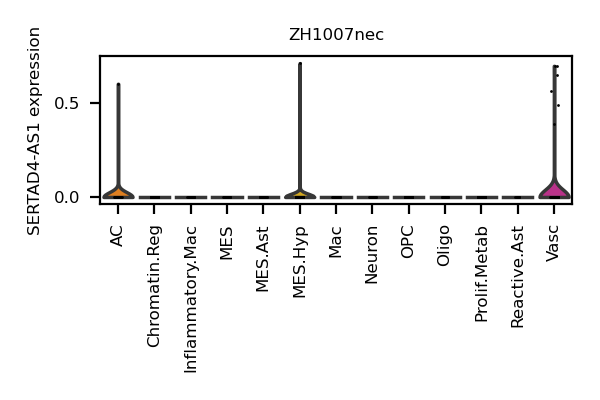 ZH1007nec
SERTAD4-AS1 expression
0.5
0.0
AC
Chromatin.Reg
Inflammatory.Mac
MES
MES.Ast
MES.Hyp
Mac
Neuron
OPC
Oligo
Prolif.Metab
Reactive.Ast
Vasc